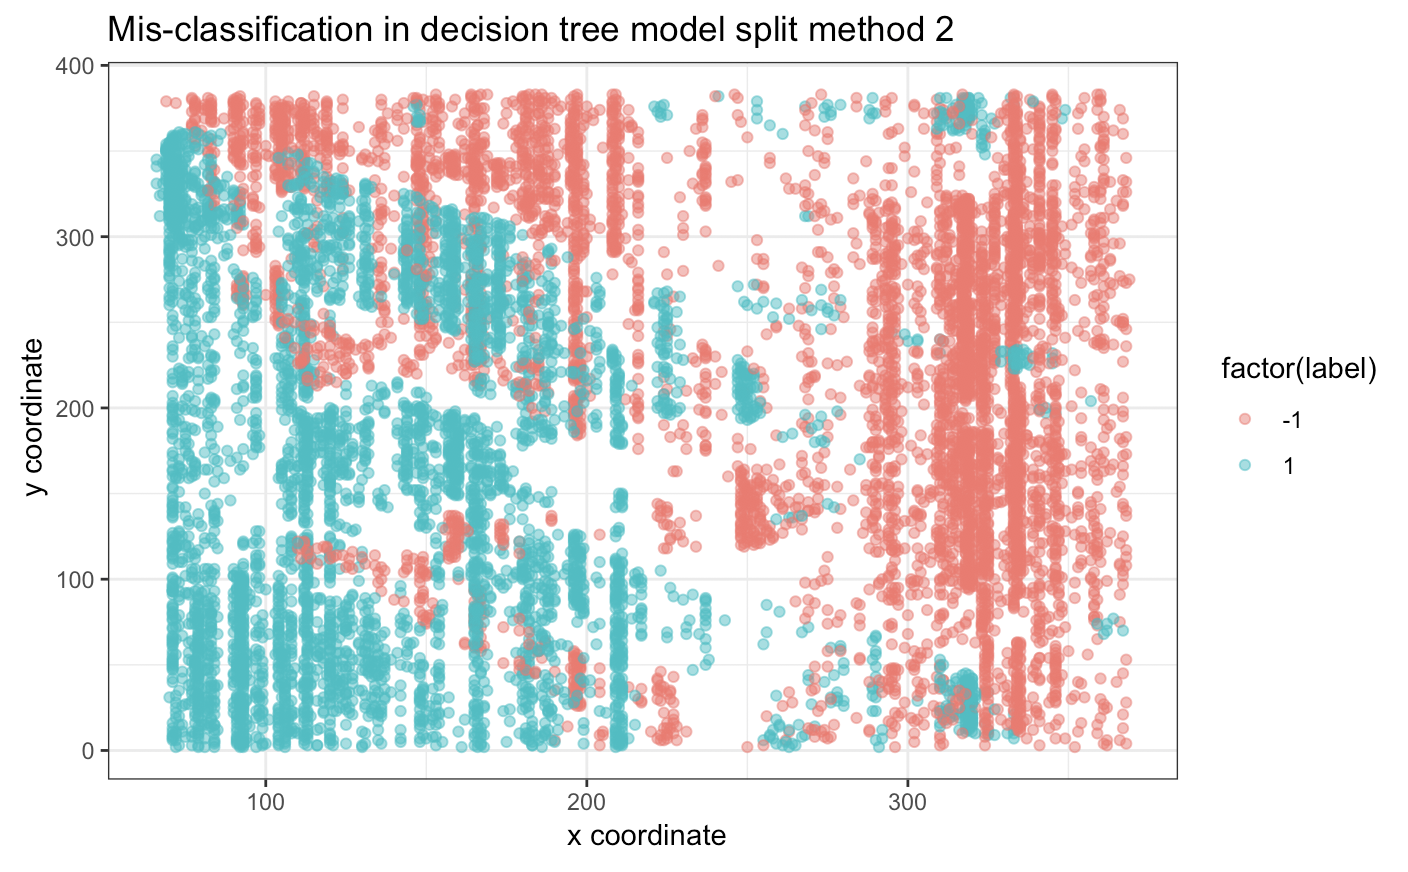 Mis-classification in decision tree model split method 2
400
300
200
100
0
y coordinate
100
200
300
x coordinate
factor(label)
-1
1